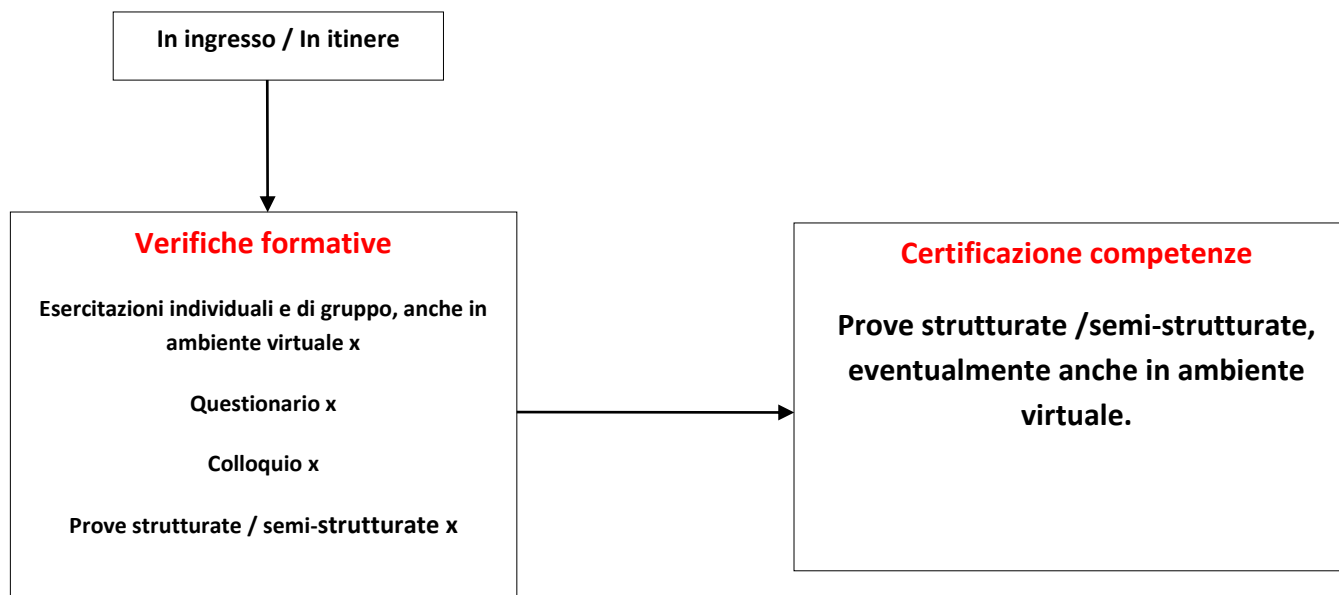 In ingresso / In itinere
Verifiche formative
Esercitazioni individuali e di gruppo, anche in
ambiente virtuale x
Questionario x
Colloquio x
Prove strutturate / semi-strutturate x
Certificazione competenze
Prove strutturate /semi-strutturate,
eventualmente anche in ambiente
virtuale.